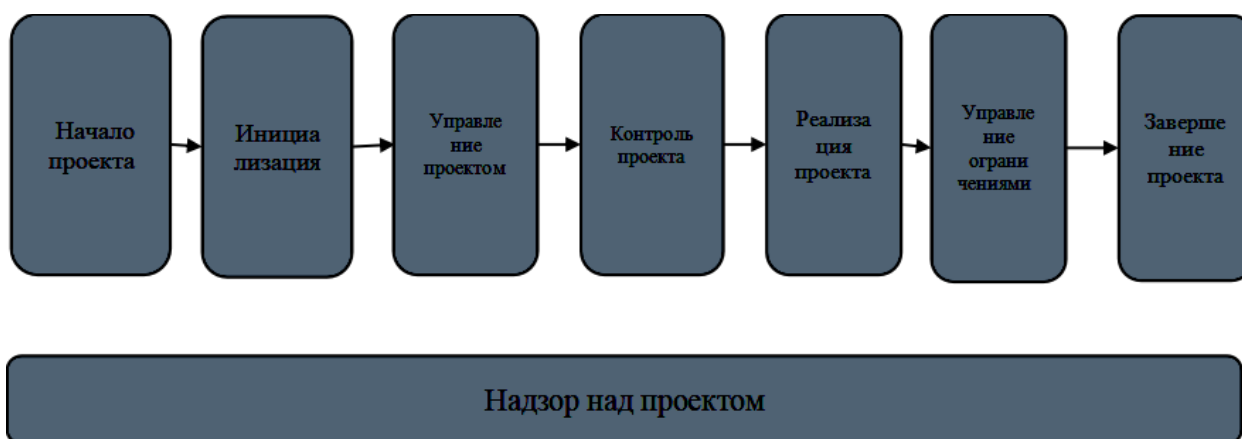 Начало
проекта
Инициа
лизация
Управле
ние
проектом
Контроль
проекта
Реализа
ция
проекта
Управле
ние
ограни
чениями
Заверше
ние
проекта
Надзор над проектом